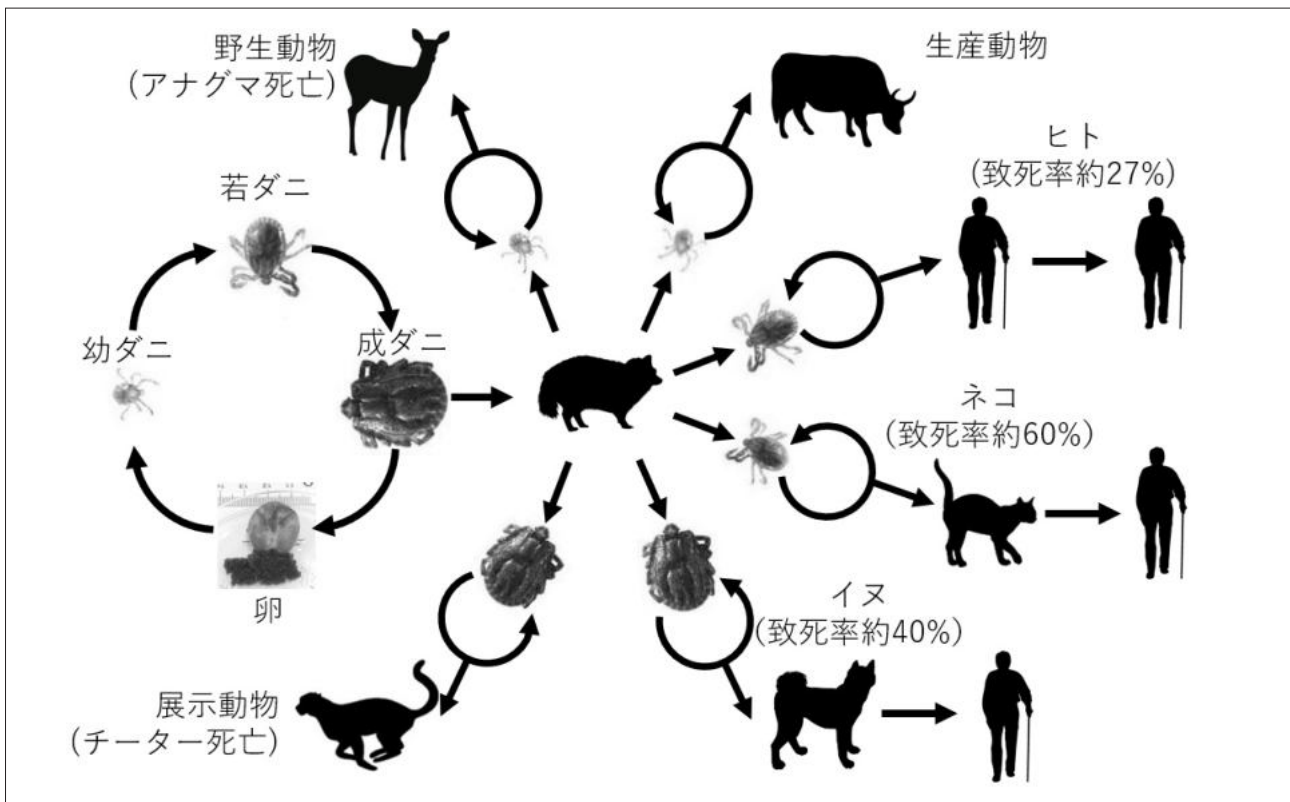 野生動物
(アナグマ死亡)
生産動物
ヒト
(致死率約27%)
若ダニ
幼ダニ
成ダニ
ネコ
(致死率約60%)
卵
イヌ
(致死率約40%)
展示動物
(チーター死亡)